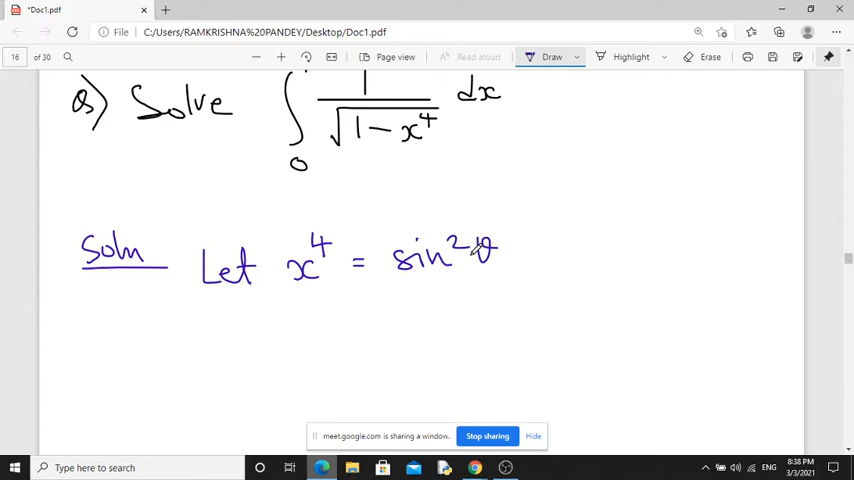 *Doc1.pdf
File C:/Users/RAMKRISHNA%20PANDEY/Desktop/Doc1.pdf
16 of 30 Page view Read aloud Draw Highlight Erase
Q) Solve ∫₀ 1/√(1 − x⁴) dx
Soln Let x⁴ = sin²θ
meet.google.com is sharing a window. Stop sharing Hide
Type here to search ENG 8:38 PM
3/3/2021